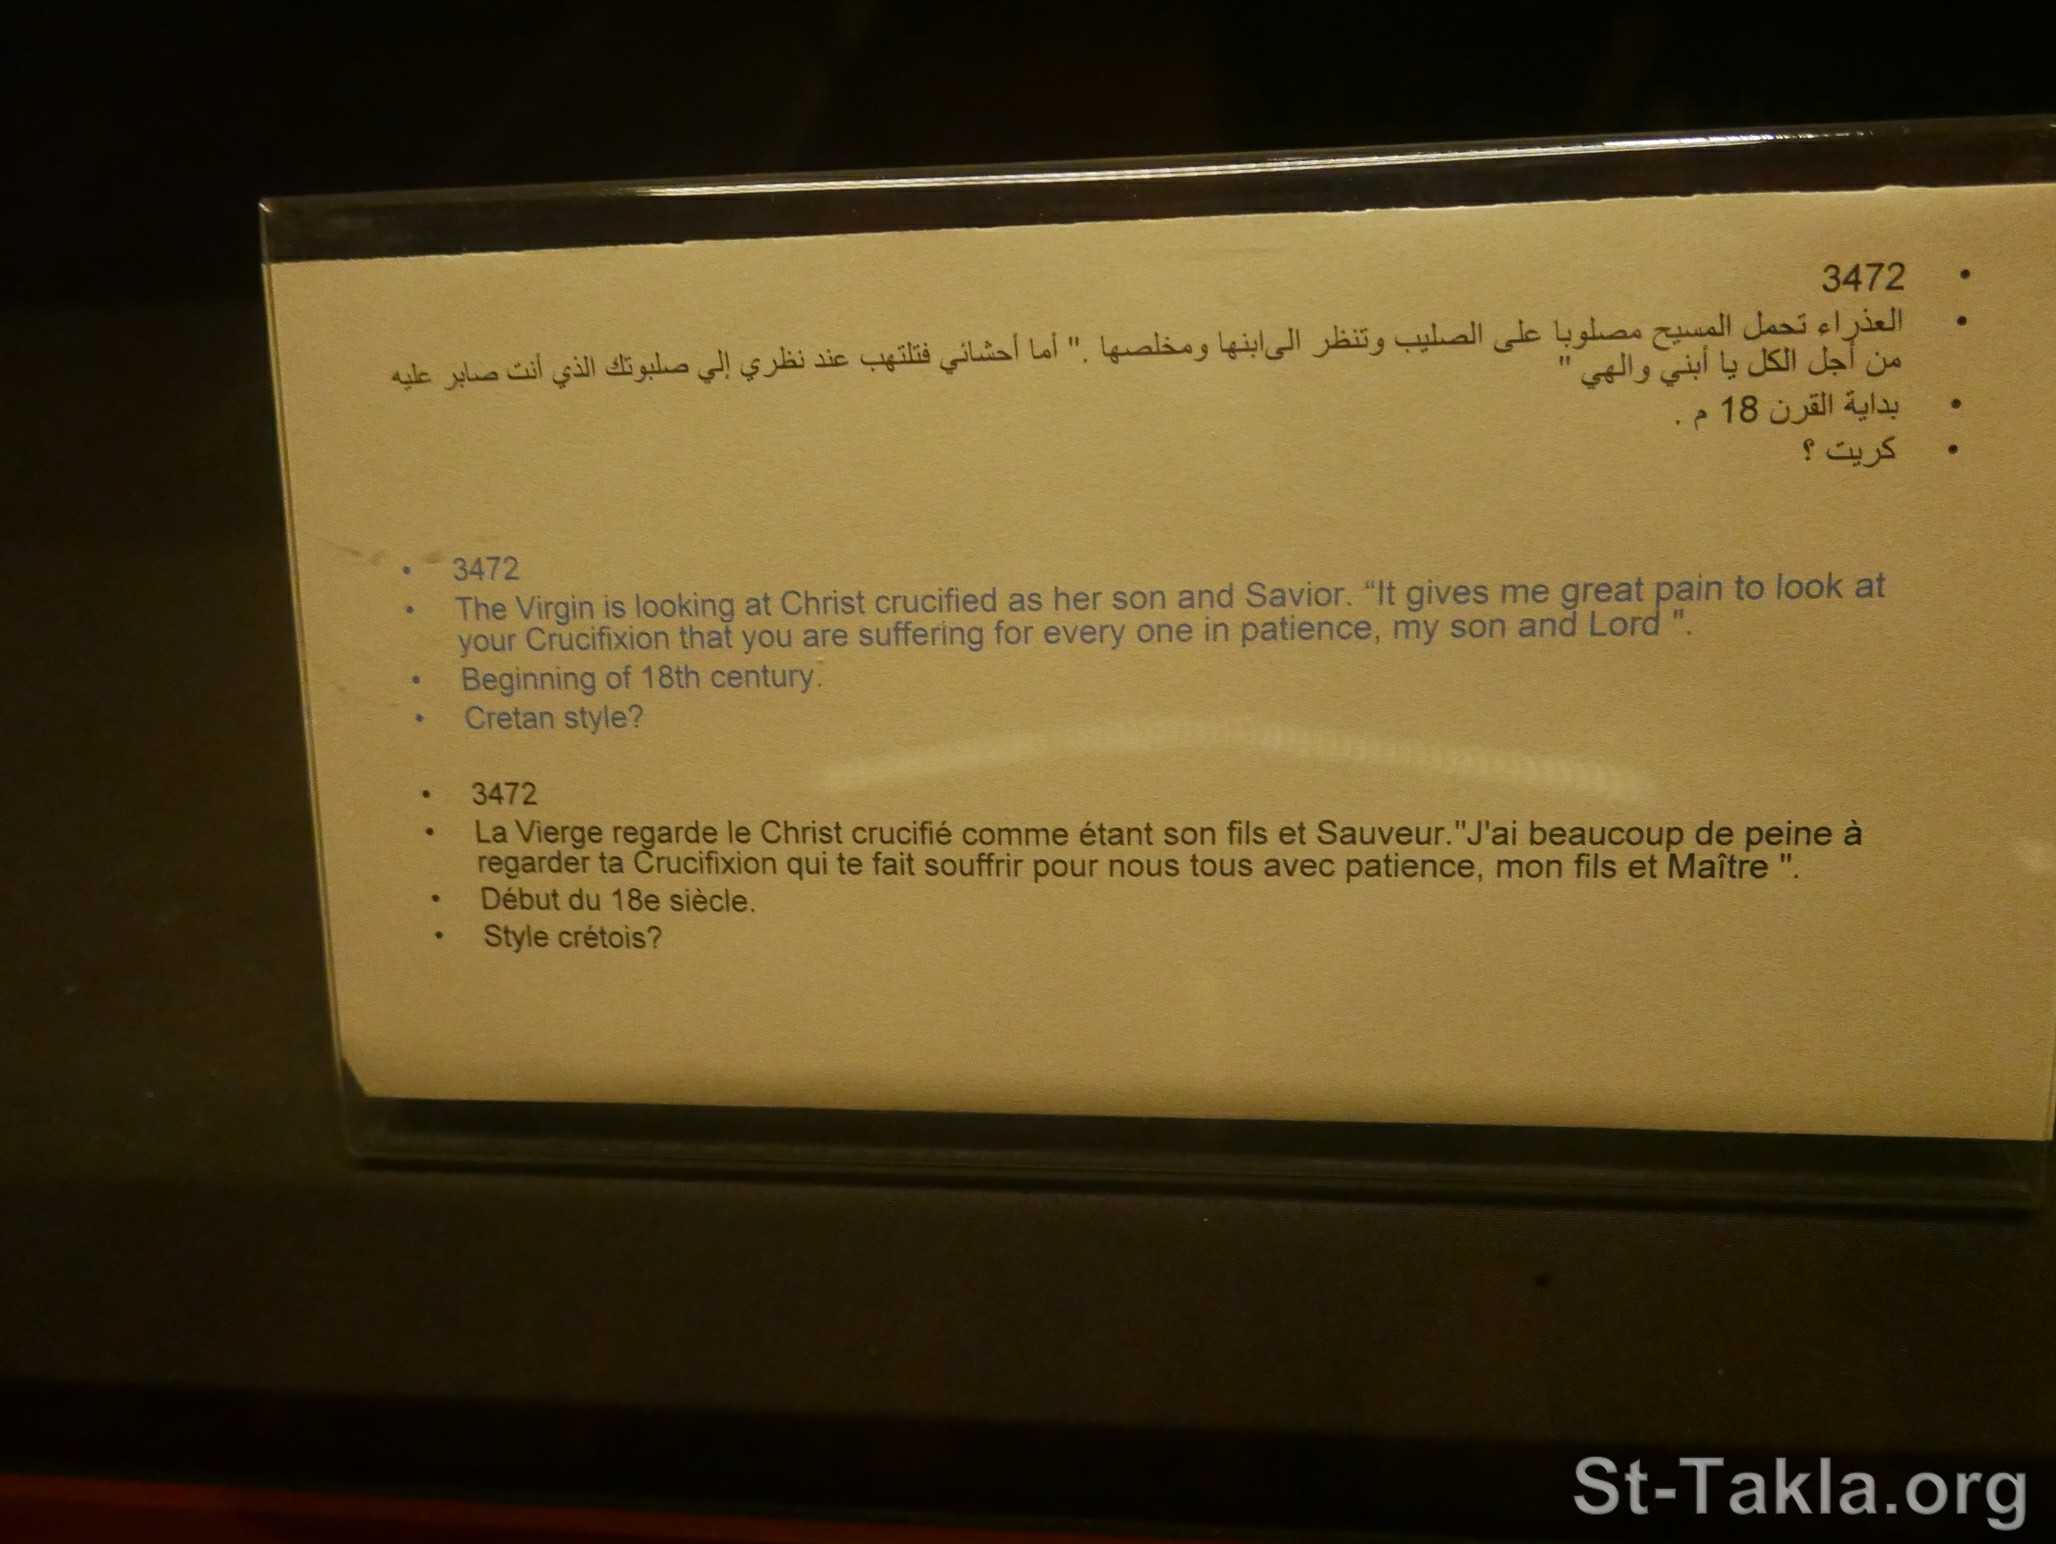 3472 •
• العذراء تحمل المسيح مصلوبا على الصليب وتنظر الى ابنها ومخلصها ." أما أحشائي فتلتهب عند نظري إلي صلبوتك الذي أنت صابر عليه
من أجل الكل يا أبني والهي "
• بداية القرن 18 م .
• كريت ؟
• 3472
• The Virgin is looking at Christ crucified as her son and Savior. “It gives me great pain to look at
your Crucifixion that you are suffering for every one in patience, my son and Lord ".
• Beginning of 18th century.
• Cretan style?
• 3472
• La Vierge regarde le Christ crucifié comme étant son fils et Sauveur."J'ai beaucoup de peine à
regarder ta Crucifixion qui te fait souffrir pour nous tous avec patience, mon fils et Maître ".
• Début du 18e siècle.
• Style crétois?
St-Takla.org